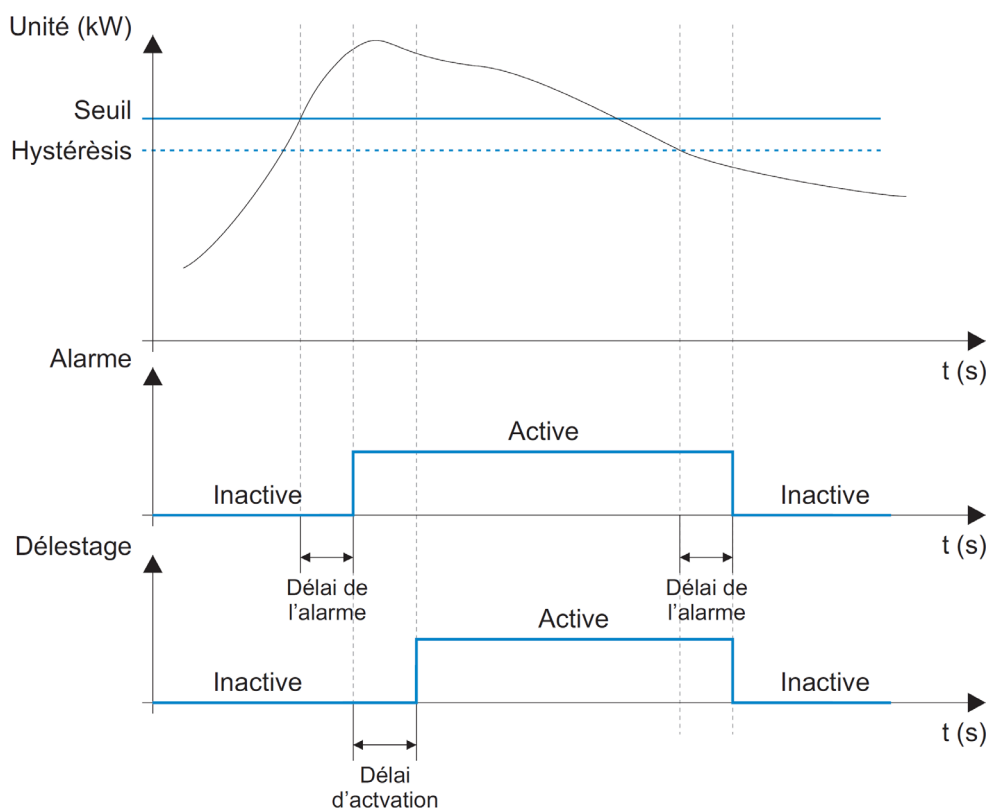 Unité (kW)
Seuil
Hystérèsis
t (s)
Alarme
Active
Inactive
Inactive
t (s)
Délestage
Délai de
l'alarme
Délai de
l'alarme
Active
Inactive
Inactive
t (s)
Délai
d'actvation